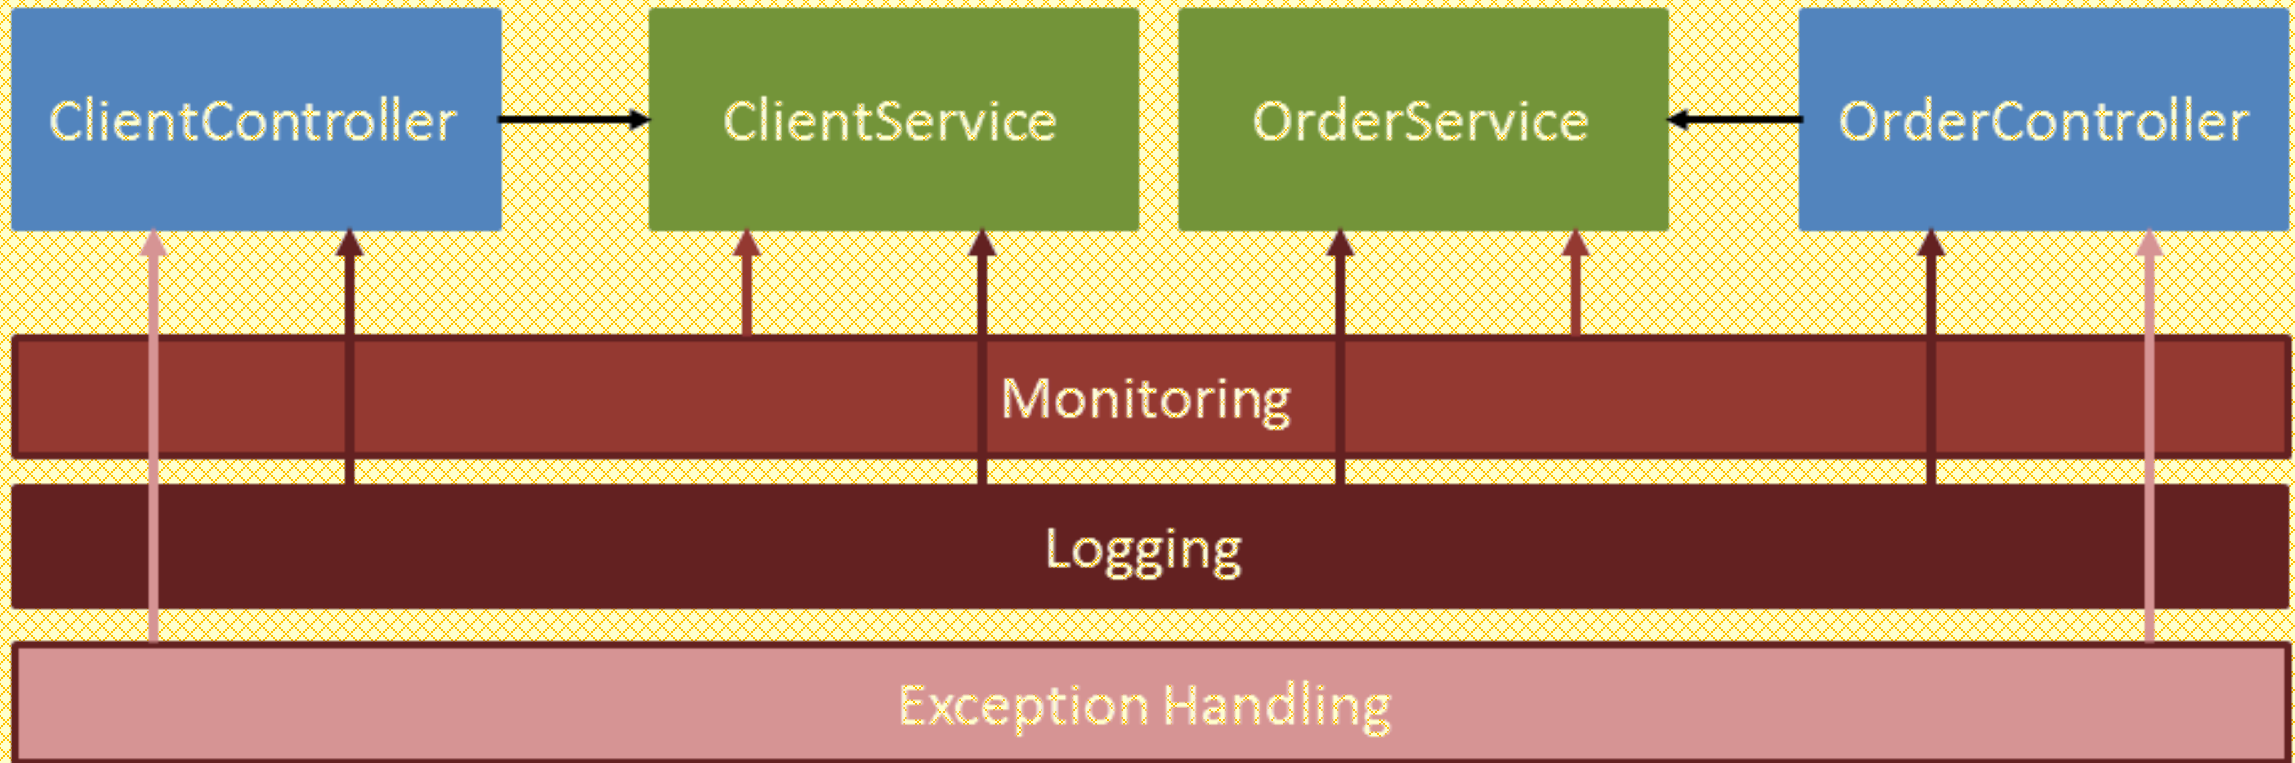 ClientController
ClientService
OrderService
OrderController
Monitoring
Logging
Exception Handling